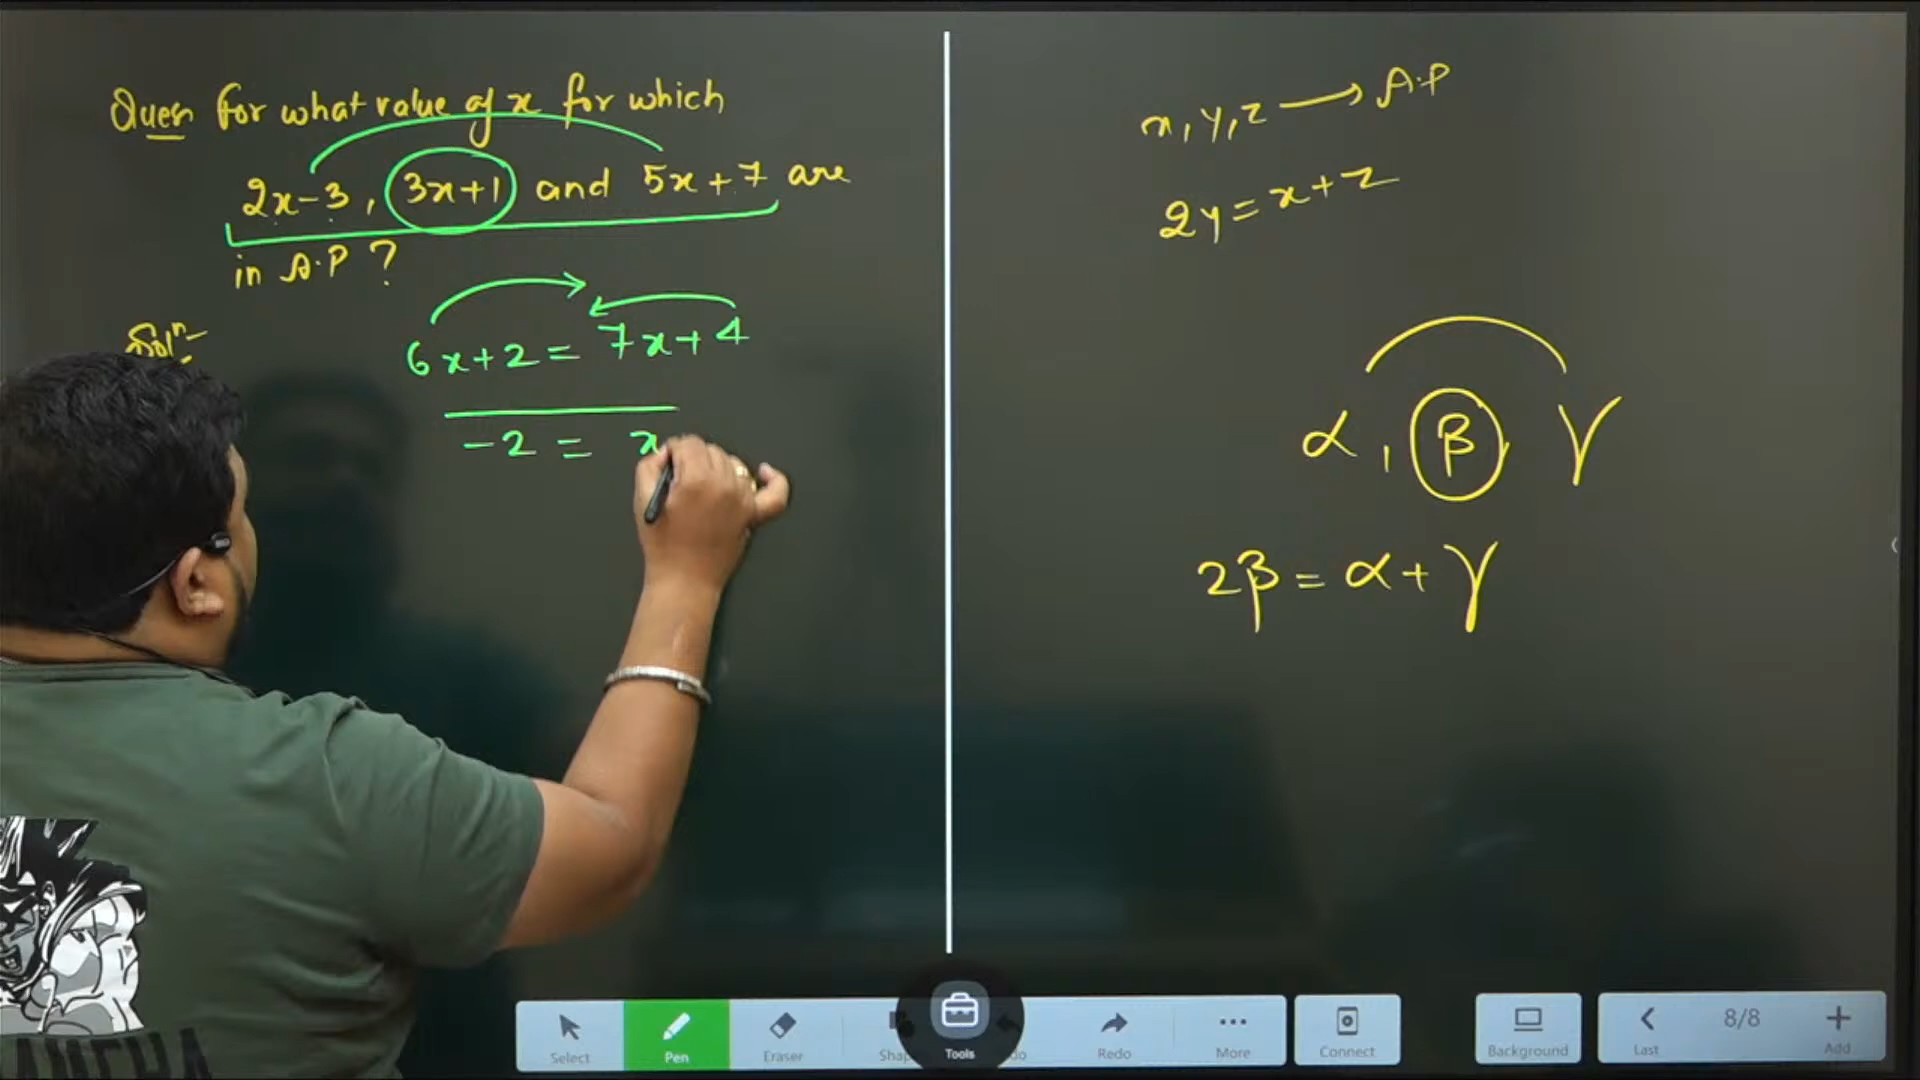 Quen For what value of x for which
2x-3, 3x+1 and 5x+7 are
in A.P ?
Solⁿ:-
6x+2 = 7x+4
-2 = x
x, y, z → A.P
2y = x+z
α, β, γ
2β = α+γ
Select
Pen
Eraser
Tools
Redo
More
Connect
Background
Last
8/8
Add